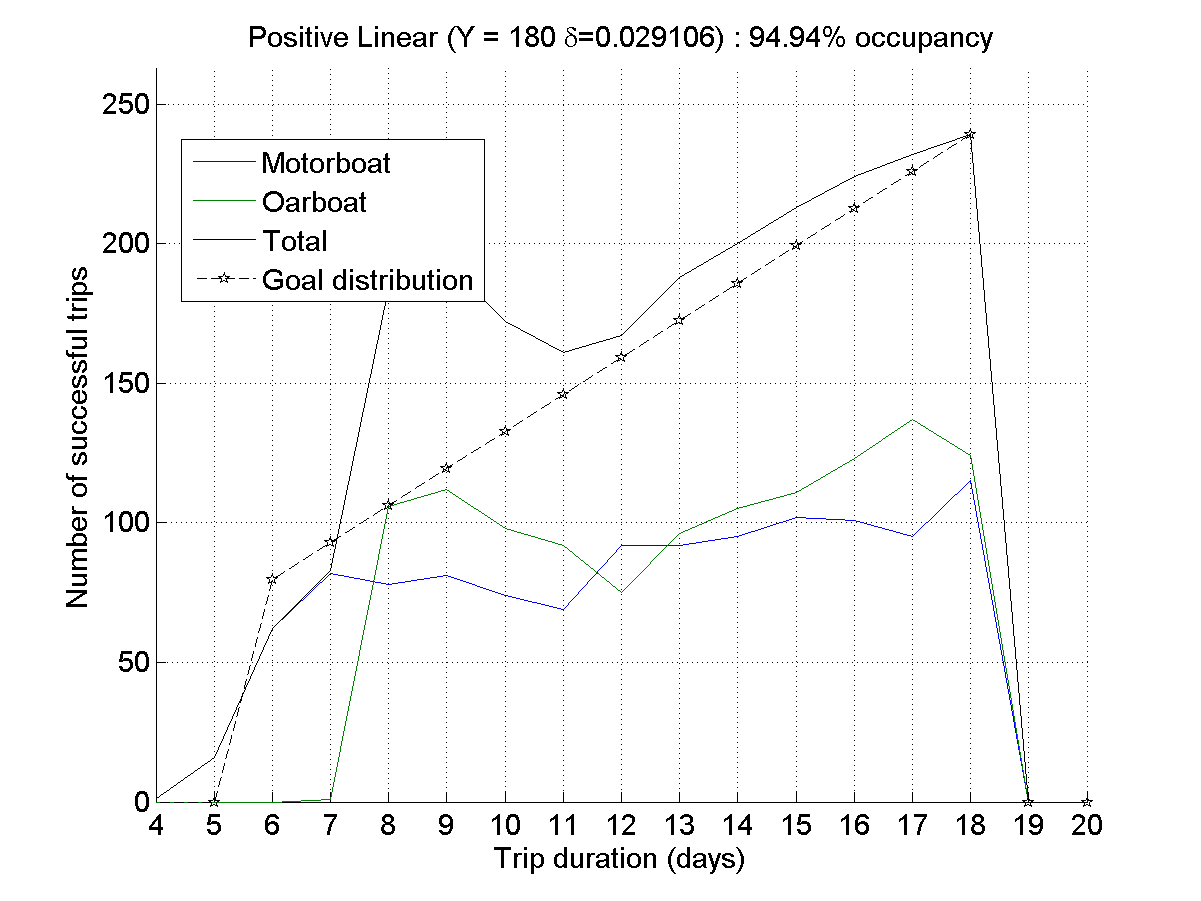 Positive Linear (Y = 180 δ=0.029106) : 94.94% occupancy
250
200
150
100
50
0
Number of successful trips
Motorboat
Oarboat
Total
Goal distribution
4 5 6 7 8 9 10 11 12 13 14 15 16 17 18 19 20
Trip duration (days)